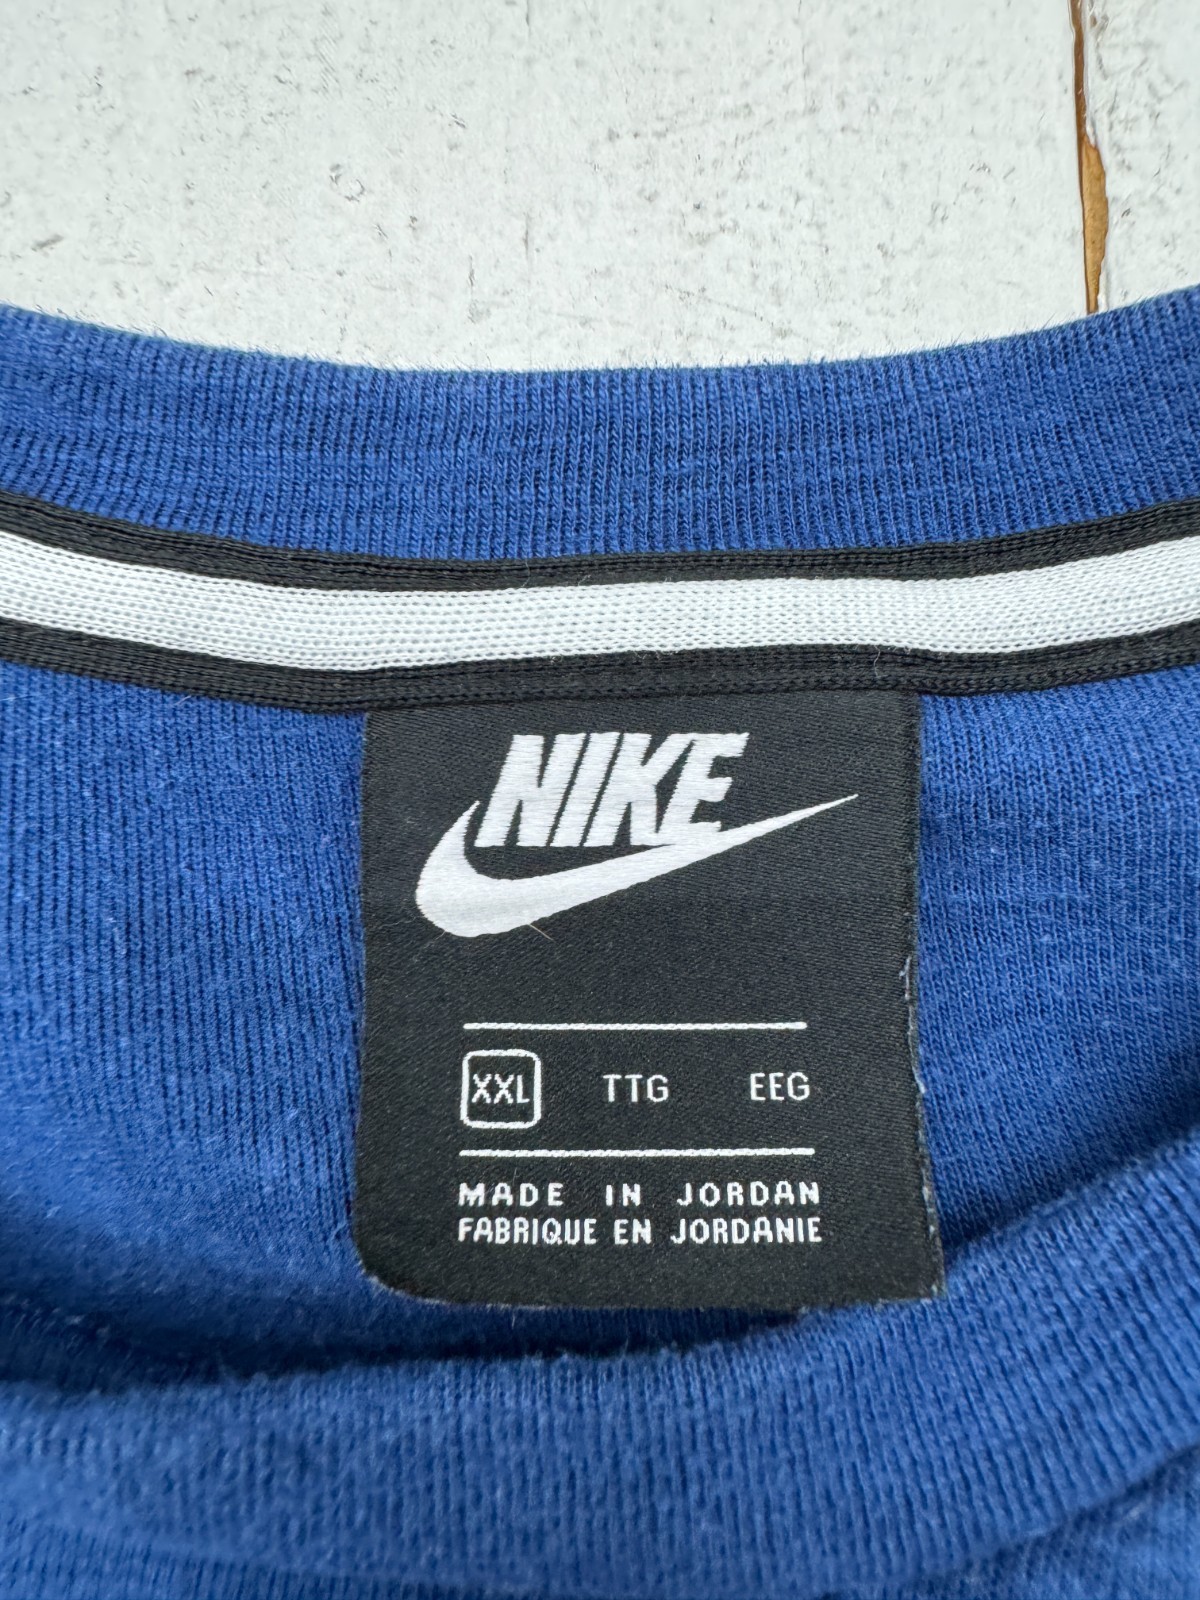 NIKE
XXL TTG EEG
MADE IN JORDAN
FABRIQUE EN JORDANIE